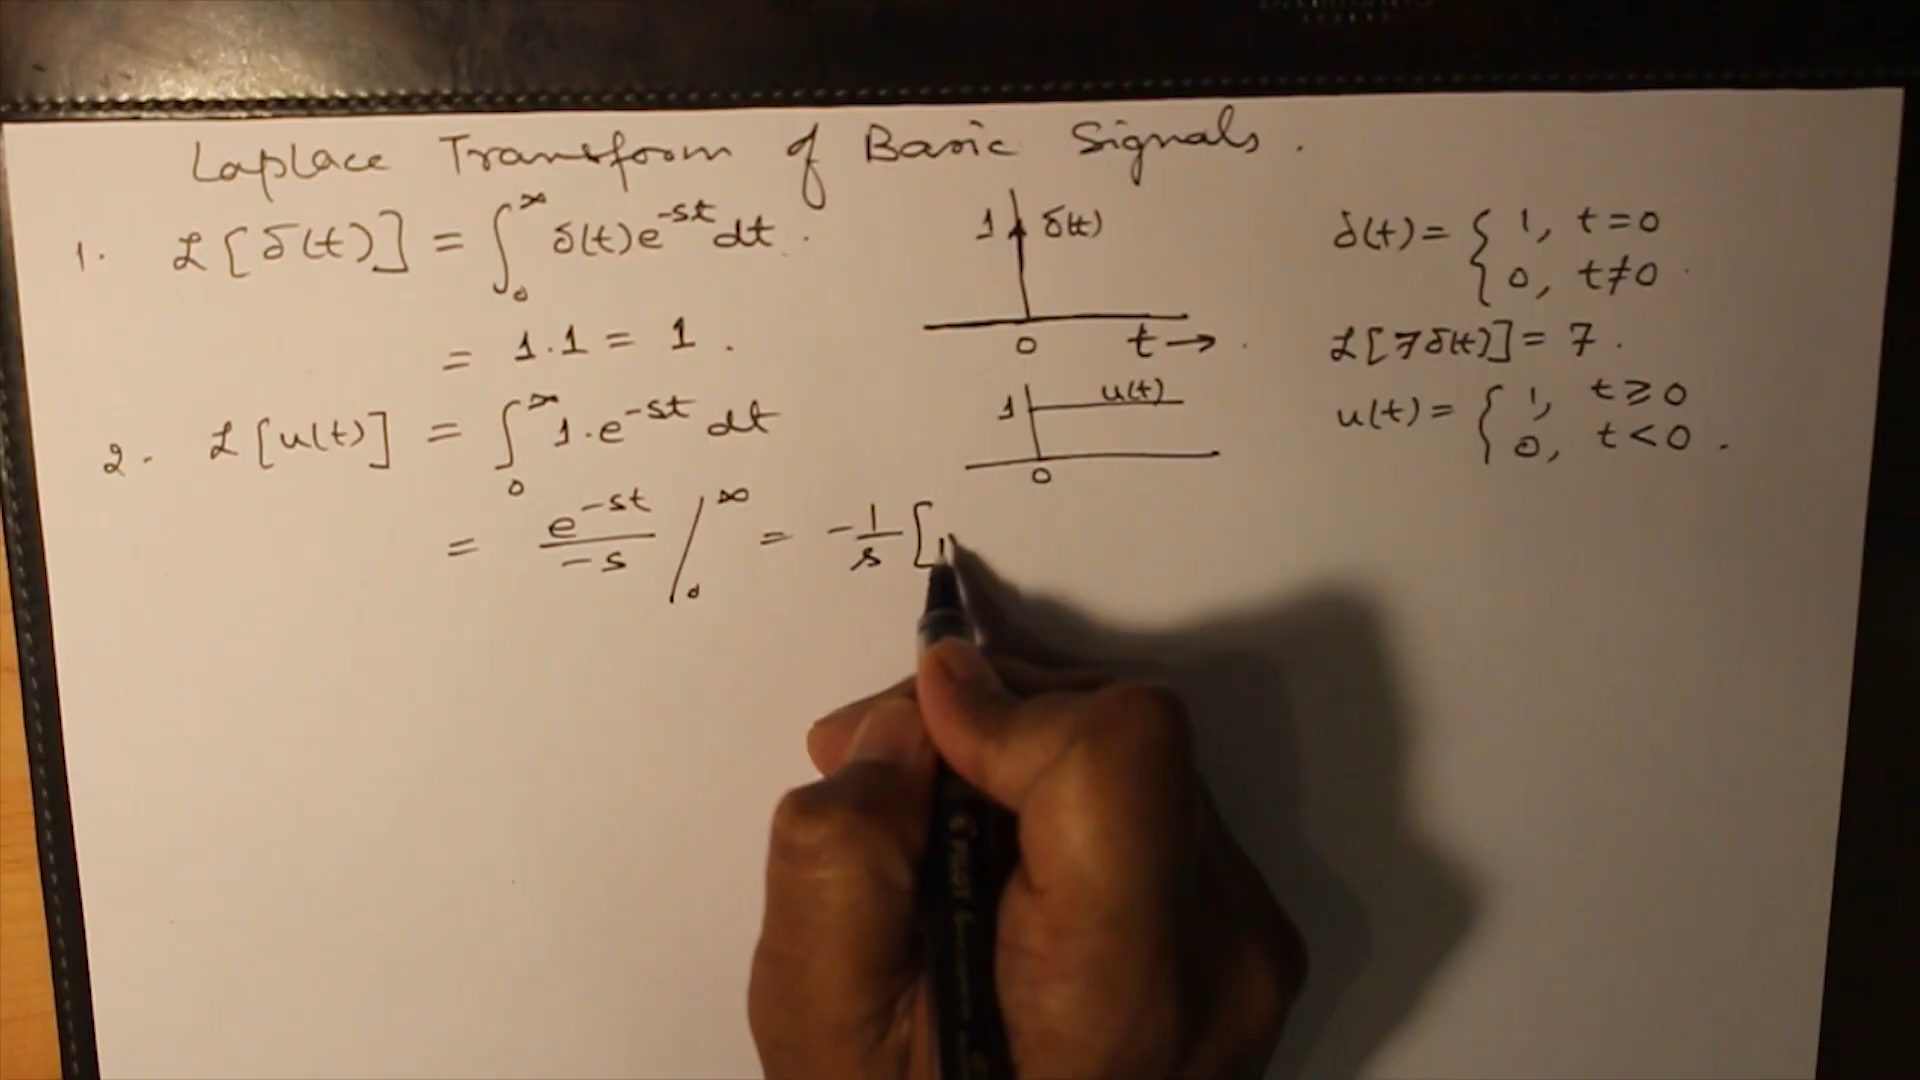 Laplace Transform of Basic Signals.
1. ℒ[δ(t)] = ∫₀^∞ δ(t)e^{-st}dt.
= 1.1 = 1.
1 δ(t)
0 t→.
δ(t) = { 1, t=0
0, t≠0.
ℒ[7δ(t)] = 7.
2. ℒ[u(t)] = ∫₀^∞ 1.e^{-st} dt
1 u(t)
0
u(t) = { 1, t≥0
0, t<0.
= e^{-st}/-s |₀^∞ = -1/s [
PILOT